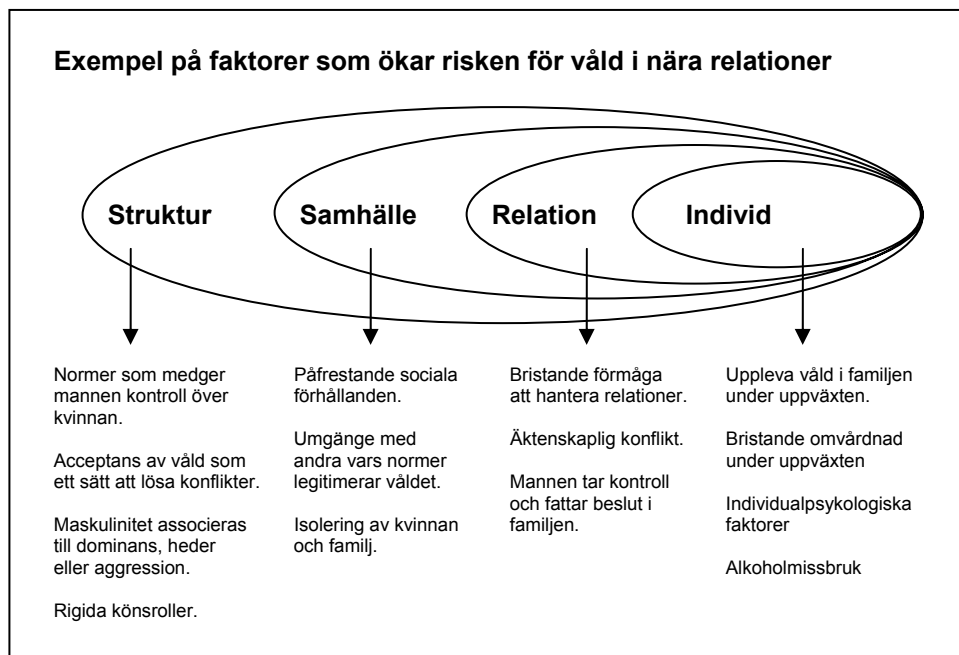 Exempel på faktorer som ökar risken för våld i nära relationer
Struktur
Samhälle
Relation
Individ
Normer som medger
mannen kontroll över
kvinnan.
Acceptans av våld som
ett sätt att lösa konflikter.
Maskulinitet associeras
till dominans, heder
eller aggression.
Rigida könsroller.
Påfrestande sociala
förhållanden.
Umgänge med
andra vars normer
legitimerar våldet.
Isolering av kvinnan
och familj.
Bristande förmåga
att hantera relationer.
Äktenskaplig konflikt.
Mannen tar kontroll
och fattar beslut i
familjen.
Uppleva våld i familjen
under uppväxten.
Bristande omvårdnad
under uppväxten
Individualpsykologiska
faktorer
Alkoholmissbruk